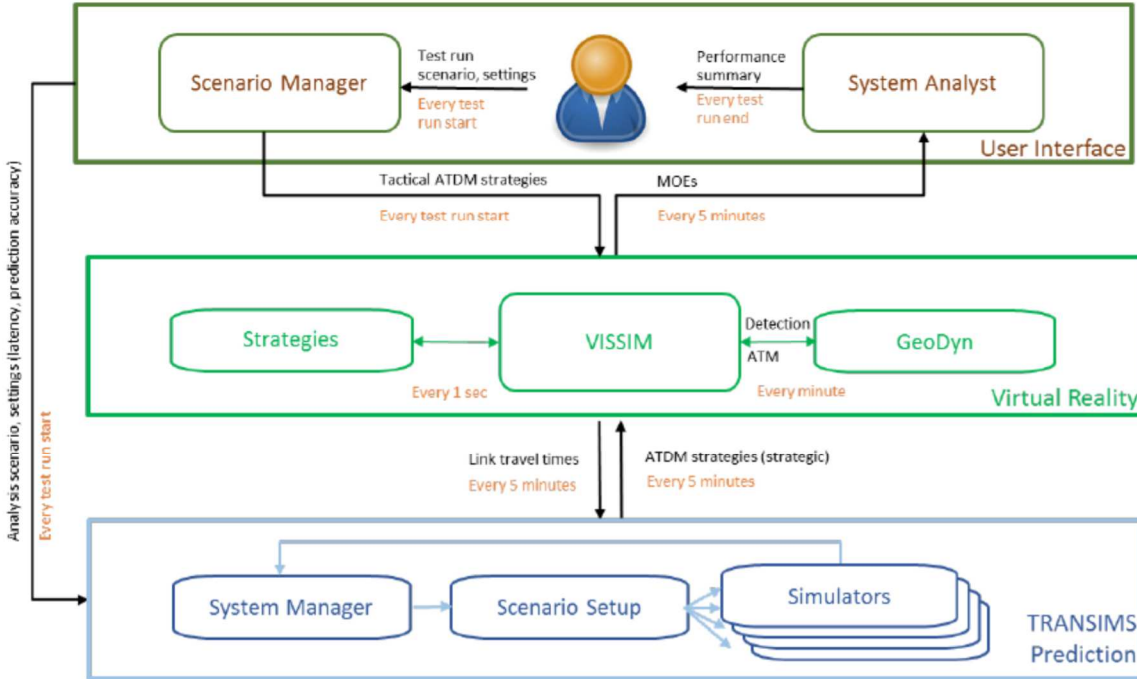 Scenario Manager
Test run
scenario, settings
Every test
run start
Performance
summary
Every test
run end
System Analyst
User Interface
Tactical ATDM strategies
Every test run start
MOEs
Every 5 minutes
Analysis scenario, settings (latency, prediction accuracy)
Every test run start
Strategies
Every 1 sec
VISSIM
Detection
ATM
Every minute
GeoDyn
Virtual Reality
Link travel times
Every 5 minutes
ATDM strategies (strategic)
Every 5 minutes
System Manager
Scenario Setup
Simulators
TRANSIMS
Prediction